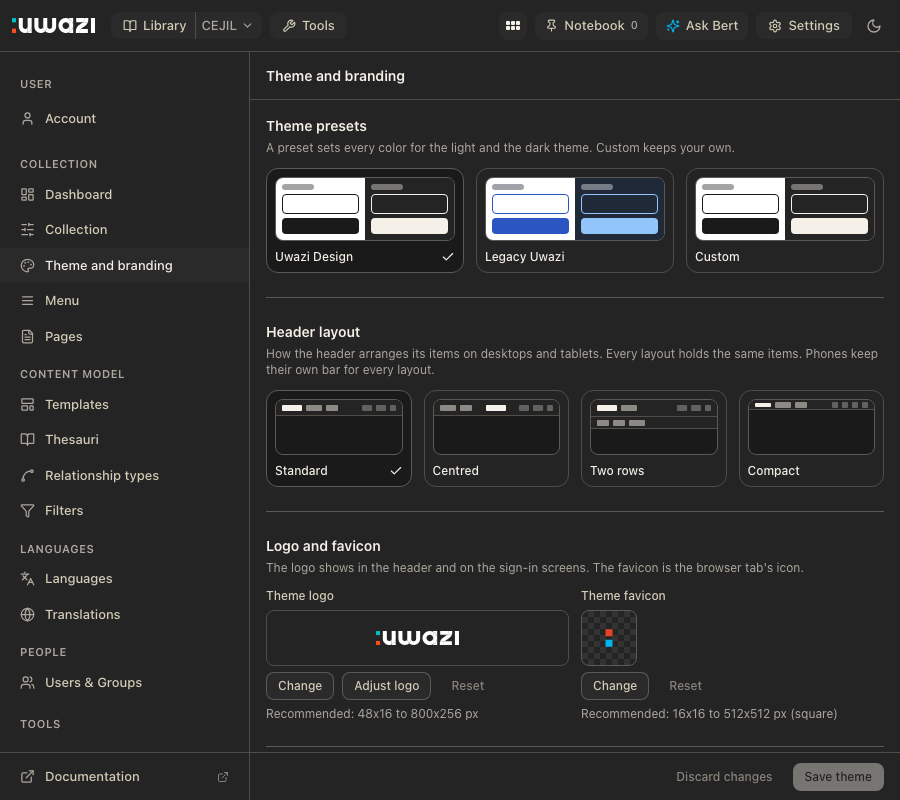 :uwazi
Library
CEJIL
Tools
Notebook 0
Ask Bert
Settings
USER
Account
COLLECTION
Dashboard
Collection
Theme and branding
Menu
Pages
CONTENT MODEL
Templates
Thesauri
Relationship types
Filters
LANGUAGES
Languages
Translations
PEOPLE
Users & Groups
TOOLS
Documentation
Theme and branding
Theme presets
A preset sets every color for the light and the dark theme. Custom keeps your own.
Uwazi Design
Legacy Uwazi
Custom
Header layout
How the header arranges its items on desktops and tablets. Every layout holds the same items. Phones keep
their own bar for every layout.
Standard
Centred
Two rows
Compact
Logo and favicon
The logo shows in the header and on the sign-in screens. The favicon is the browser tab's icon.
Theme logo
:uwazi
Change
Adjust logo
Reset
Recommended: 48x16 to 800x256 px
Theme favicon
Change
Reset
Recommended: 16x16 to 512x512 px (square)
Discard changes
Save theme